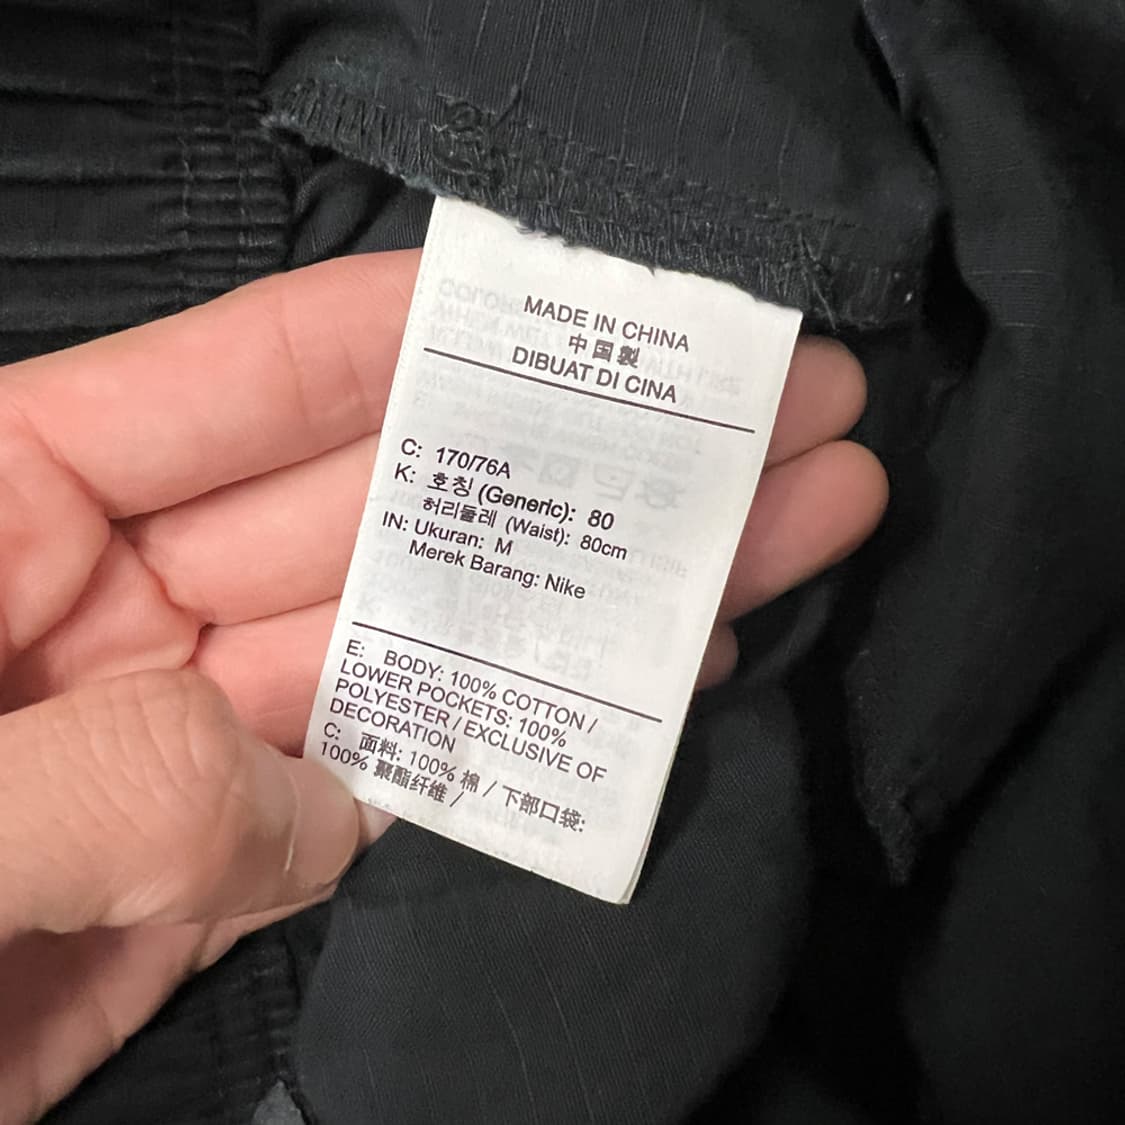 MADE IN CHINA
中国製
DIBUAT DI CINA
C: 170/76A
K: 호칭 (Generic): 80
허리둘레 (Waist): 80cm
IN: Ukuran: M
Merek Barang: Nike
E: BODY: 100% COTTON /
LOWER POCKETS: 100%
POLYESTER / EXCLUSIVE OF
DECORATION
C: 面料: 100% 棉 / 下部口袋:
100% 聚酯纤维 /